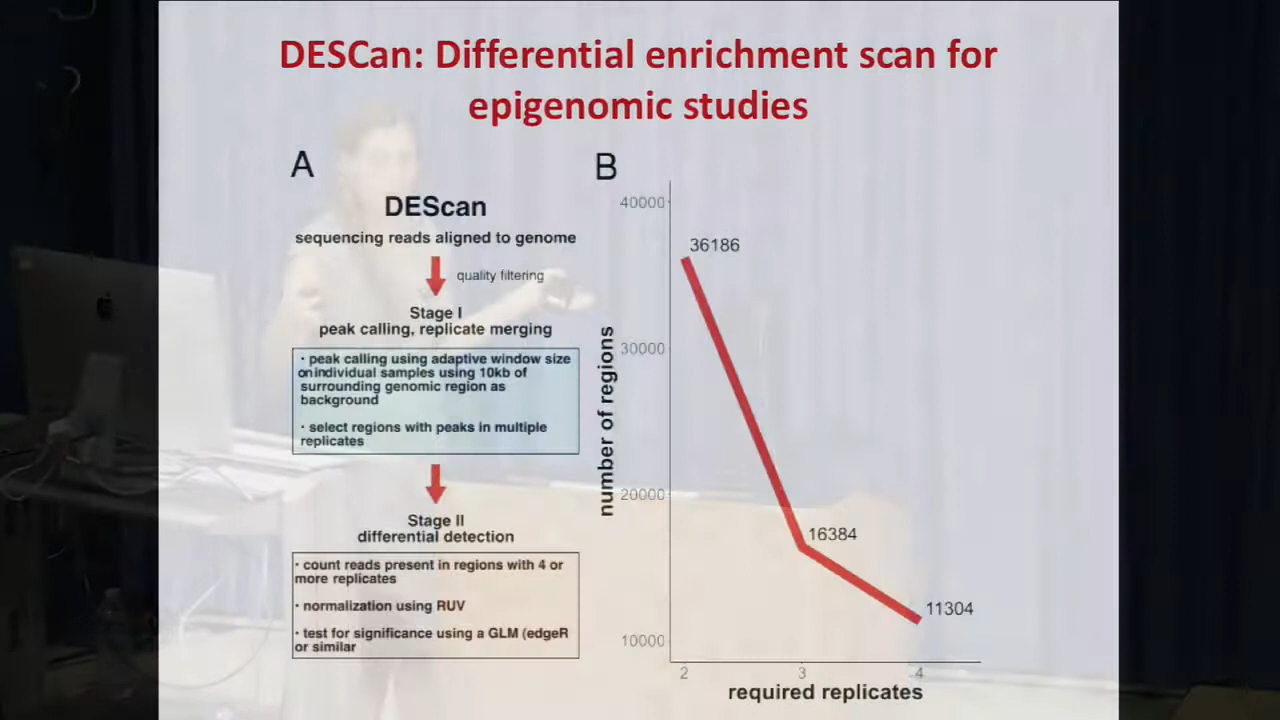 DESCan: Differential enrichment scan for
epigenomic studies
A
DEScan
sequencing reads aligned to genome
quality filtering
Stage I
peak calling, replicate merging
· peak calling using adaptive window size
on individual samples using 10kb of
surrounding genomic region as
background
· select regions with peaks in multiple
replicates
Stage II
differential detection
· count reads present in regions with 4 or
more replicates
· normalization using RUV
· test for significance using a GLM (edgeR
or similar
B
number of regions
40000
30000
20000
10000
36186
16384
11304
2 3 4
required replicates